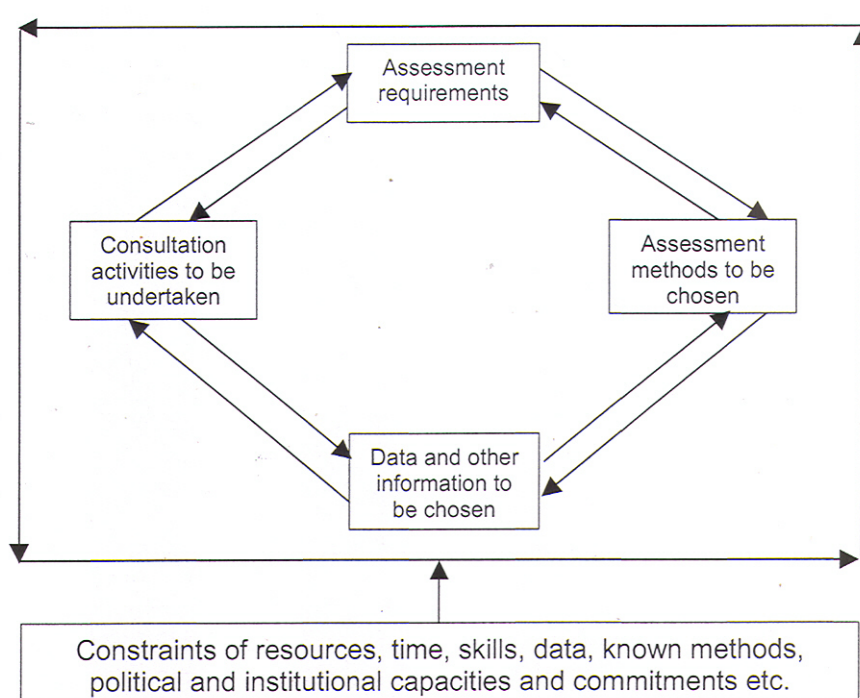 Assessment
requirements
Consultation
activities to be
undertaken
Assessment
methods to be
chosen
Data and other
information to
be chosen
Constraints of resources, time, skills, data, known methods,
political and institutional capacities and commitments etc.